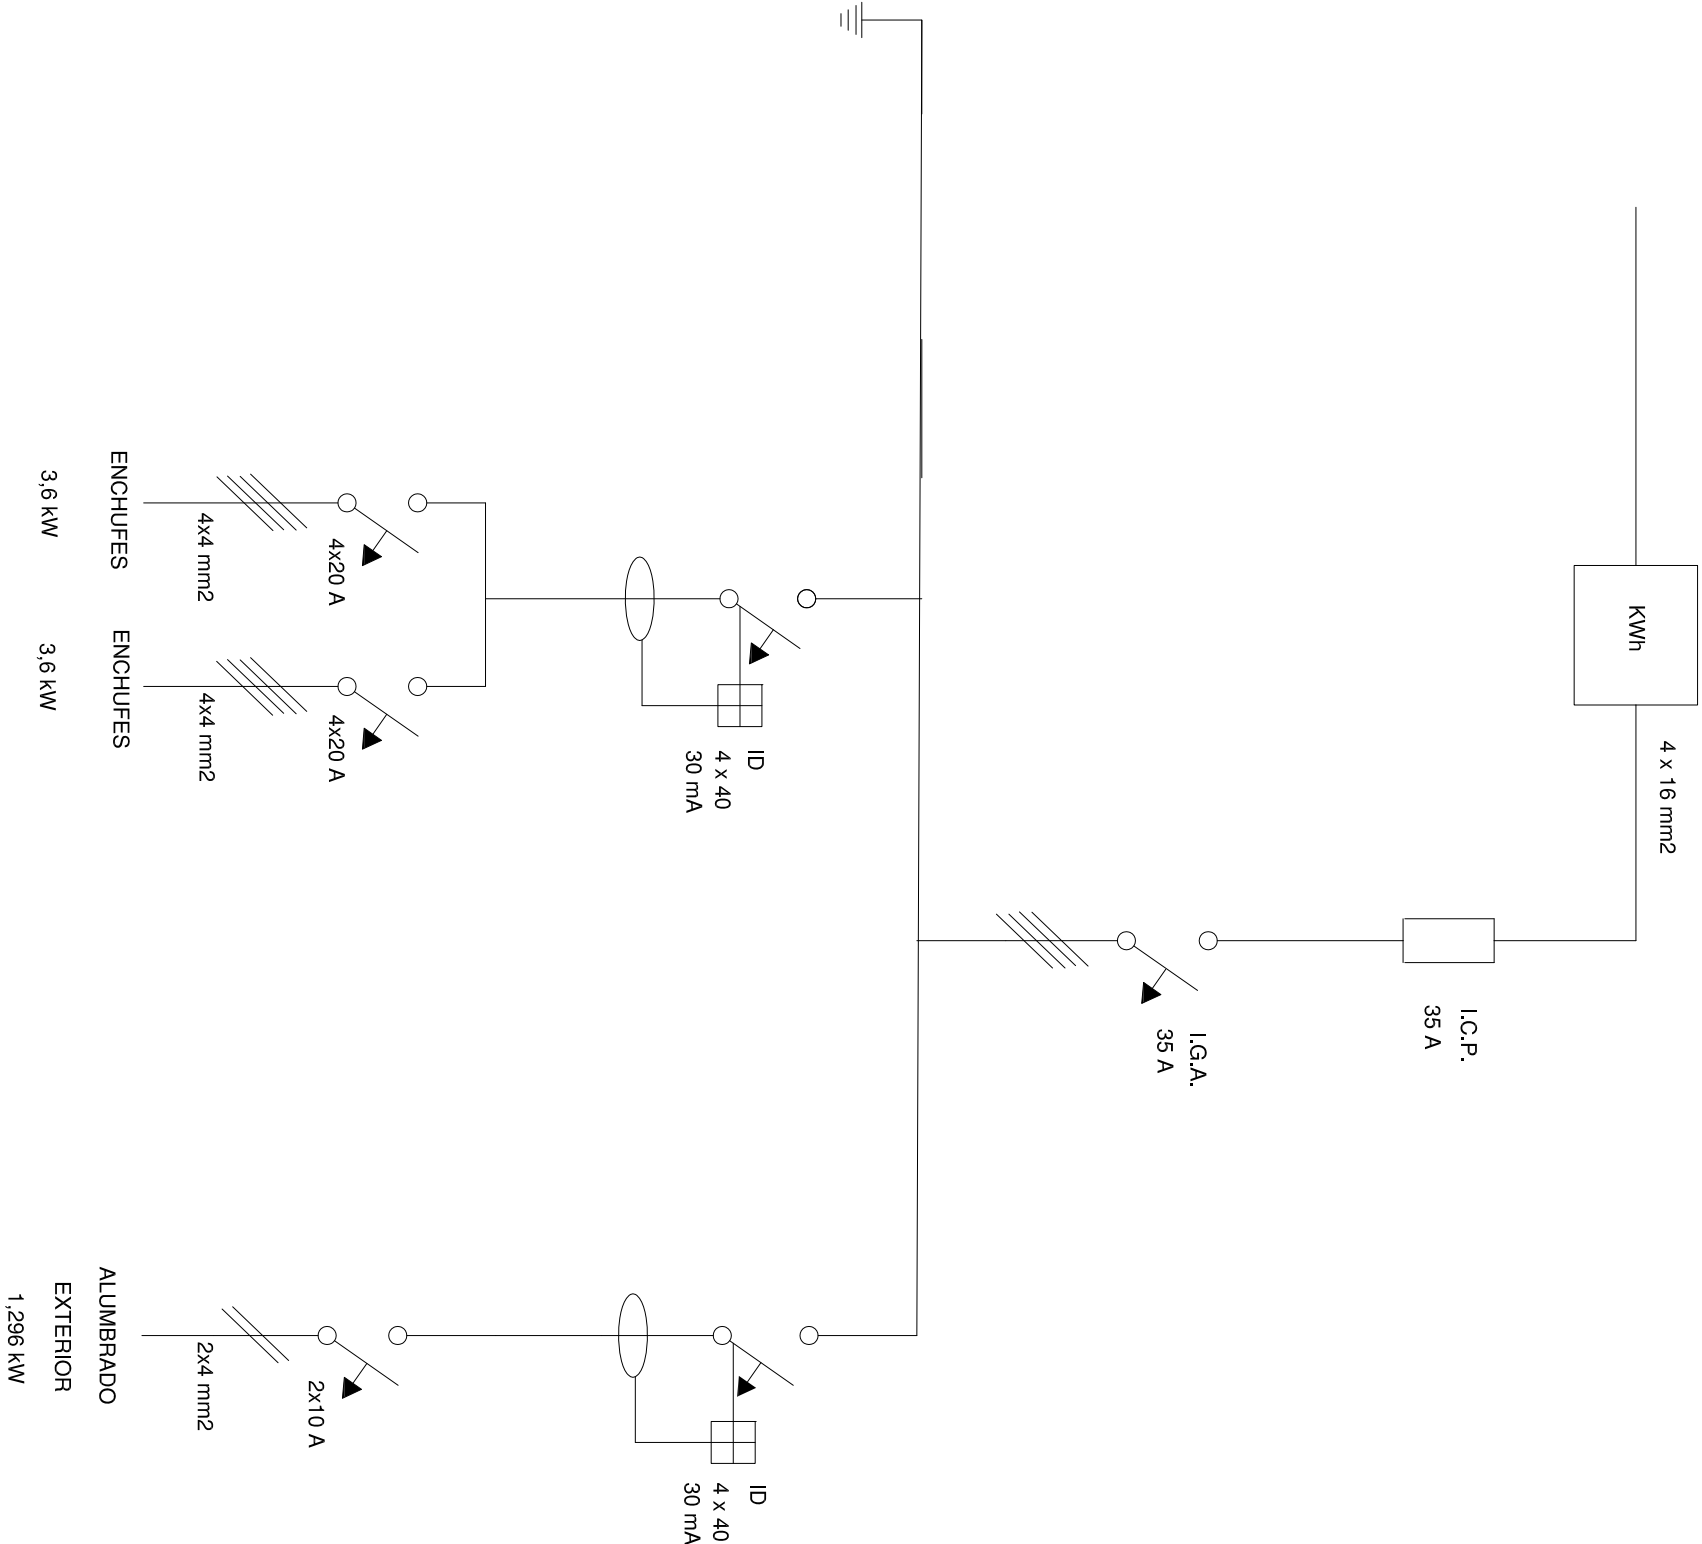 KWh
4 x 16 mm2
I.C.P.
35 A
I.G.A.
35 A
ID
4 x 40
30 mA
ID
4 x 40
30 mA
4x20 A
4x20 A
2x10 A
4x4 mm2
4x4 mm2
2x4 mm2
ENCHUFES
3,6 kW
ENCHUFES
3,6 kW
ALUMBRADO
EXTERIOR
1,296 kW